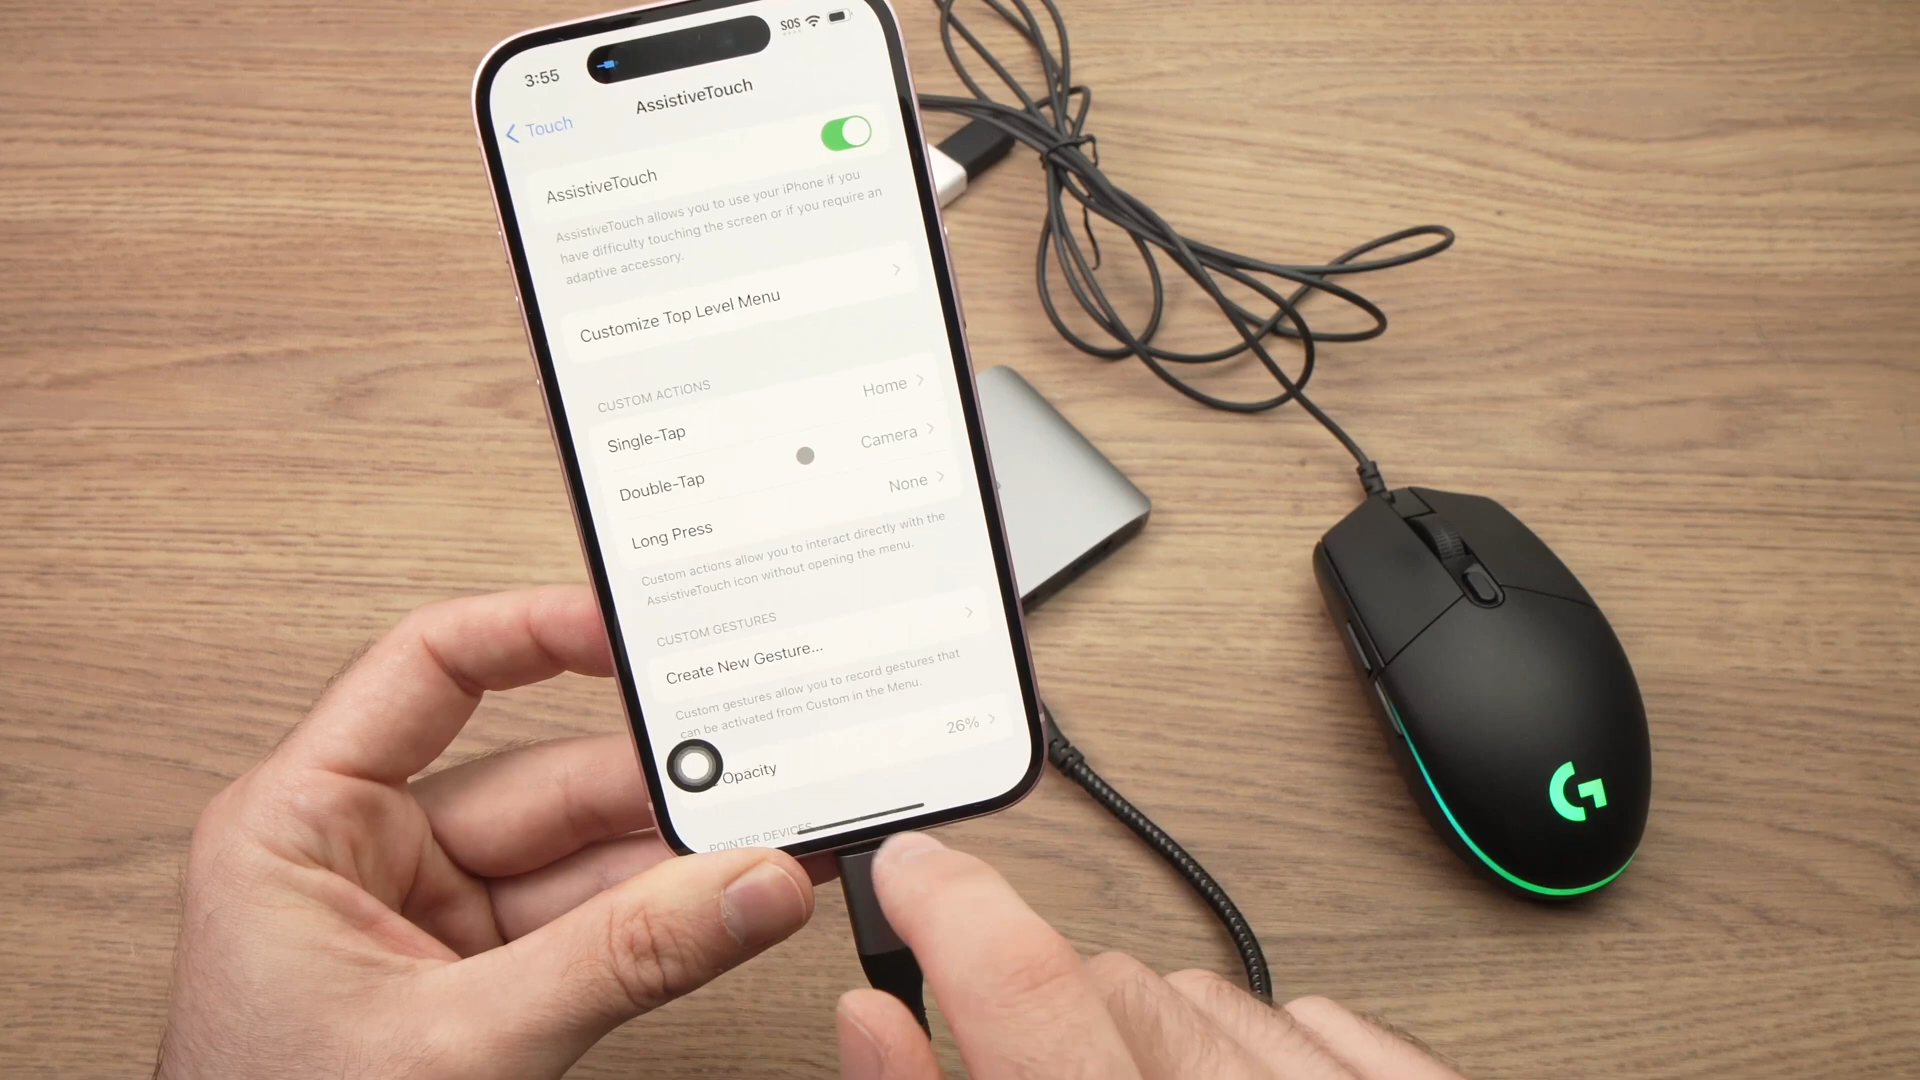 3:55
SOS
Touch
AssistiveTouch
AssistiveTouch
AssistiveTouch allows you to use your iPhone if you
have difficulty touching the screen or if you require an
adaptive accessory.
Customize Top Level Menu
CUSTOM ACTIONS
Single-Tap Home
Double-Tap Camera
Long Press None
Custom actions allow you to interact directly with the
AssistiveTouch icon without opening the menu.
CUSTOM GESTURES
Create New Gesture...
Custom gestures allow you to record gestures that
can be activated from Custom in the Menu.
Opacity 26%
POINTER DEVICES
G